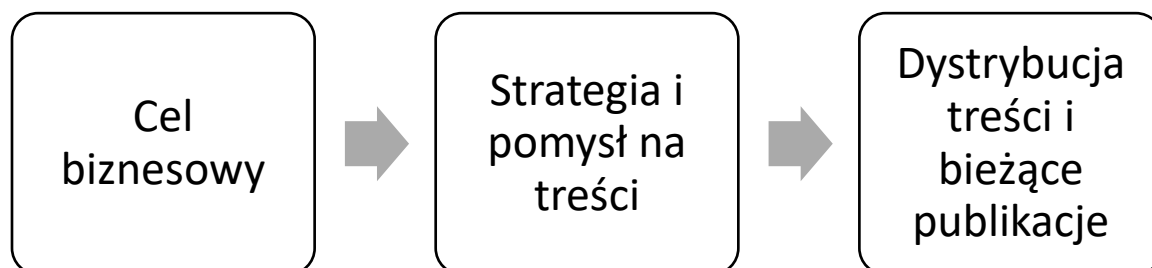 Cel
biznesowy
Strategia i
pomysł na
treści
Dystrybucja
treści i
bieżące
publikacje